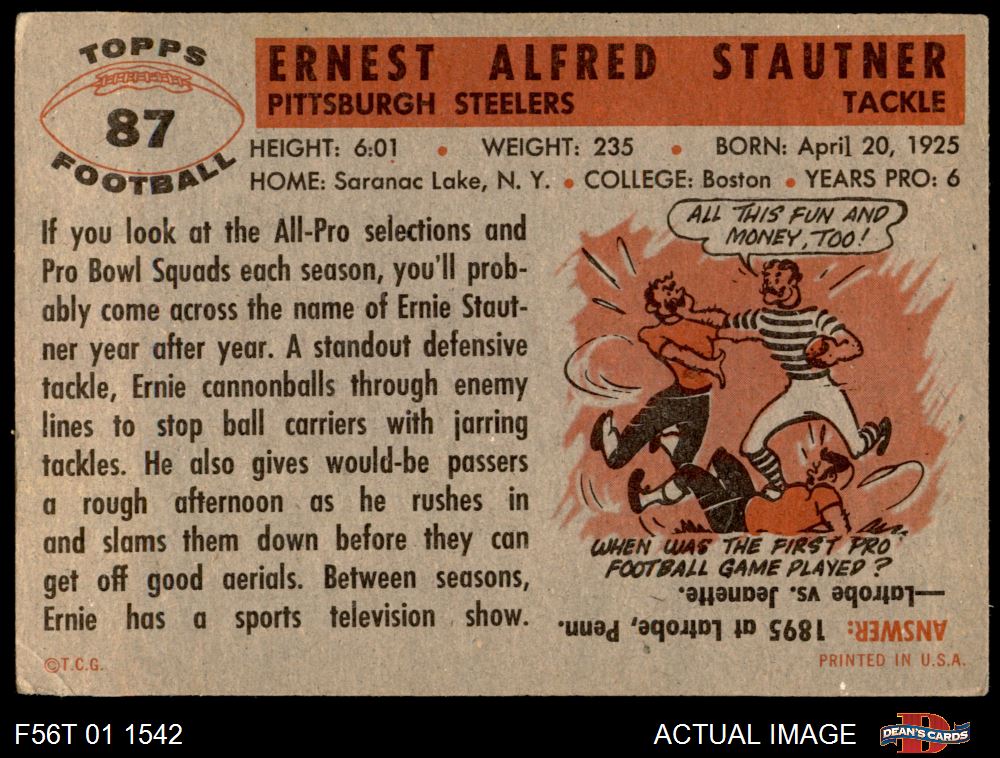 TOPPS
87
FOOTBALL
ERNEST ALFRED STAUTNER
PITTSBURGH STEELERS TACKLE
HEIGHT: 6:01 • WEIGHT: 235 • BORN: April 20, 1925
HOME: Saranac Lake, N. Y. • COLLEGE: Boston • YEARS PRO: 6
If you look at the All-Pro selections and
Pro Bowl Squads each season, you'll prob-
ably come across the name of Ernie Staut-
ner year after year. A standout defensive
tackle, Ernie cannonballs through enemy
lines to stop ball carriers with jarring
tackles. He also gives would-be passers
a rough afternoon as he rushes in
and slams them down before they can
get off good aerials. Between seasons,
Ernie has a sports television show.
ALL THIS FUN AND
MONEY, TOO!
WHEN WAS THE FIRST PRO
FOOTBALL GAME PLAYED?
ANSWER: 1895 at Latrobe, Penn.
—Latrobe vs. Jeanette.
©T.C.G.
PRINTED IN U.S.A.
F56T 01 1542
ACTUAL IMAGE
D
DEAN'S CARDS